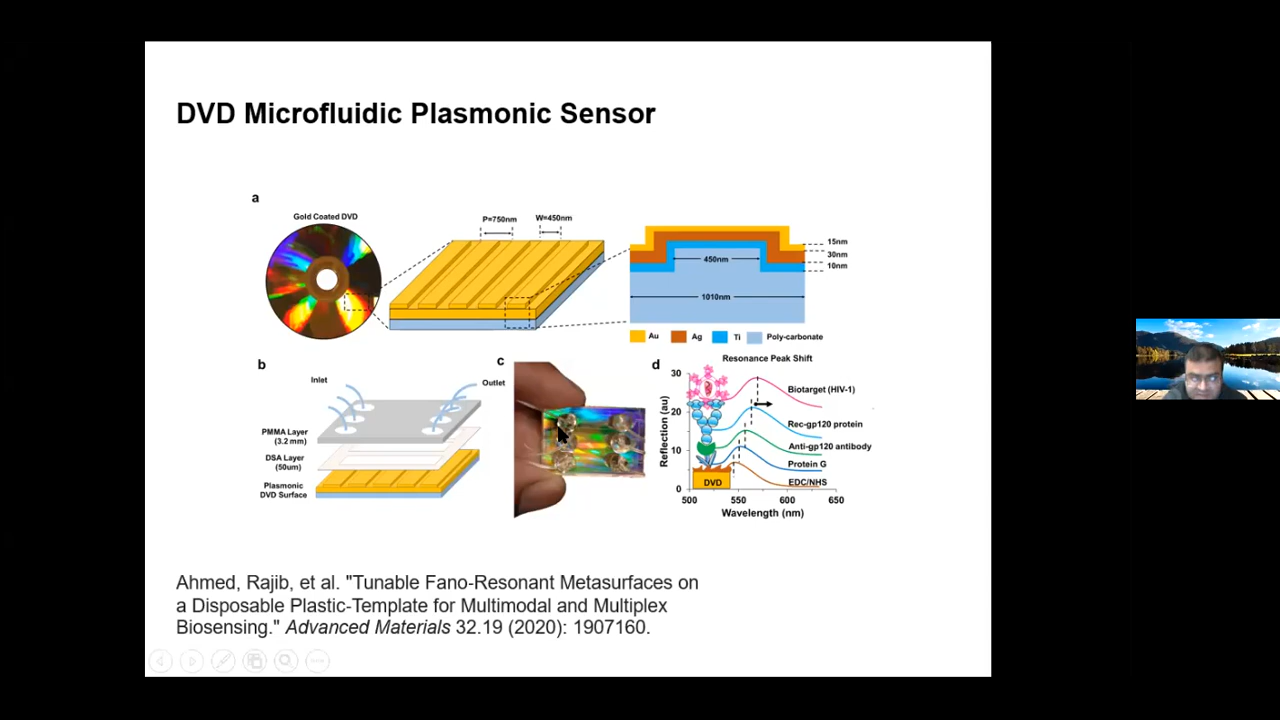 DVD Microfluidic Plasmonic Sensor
a
Gold Coated DVD
P=750nm
W=450nm
15nm
30nm
10nm
450nm
1010nm
Au
Ag
Ti
Poly-carbonate
b
Inlet
Outlet
PMMA Layer
(3.2 mm)
DSA Layer
(50um)
Plasmonic
DVD Surface
c
d
Resonance Peak Shift
Reflection (au)
30
20
10
0
500
550
600
650
Wavelength (nm)
Biotarget (HIV-1)
Rec-gp120 protein
Anti-gp120 antibody
Protein G
EDC/NHS
DVD
Ahmed, Rajib, et al. "Tunable Fano-Resonant Metasurfaces on
a Disposable Plastic-Template for Multimodal and Multiplex
Biosensing." Advanced Materials 32.19 (2020): 1907160.